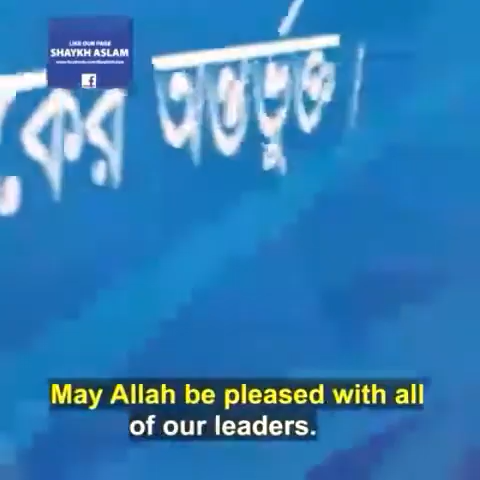 LIKE OUR PAGE
SHAYKH ASLAM
f
অন্তর্ভুক্ত।
May Allah be pleased with all
of our leaders.